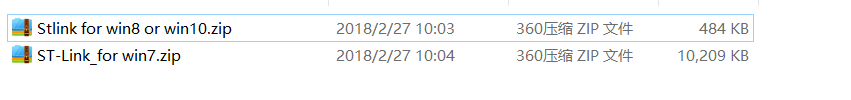 Stlink for win8 or win10.zip 2018/2/27 10:03 360压缩 ZIP 文件 484 KB
ST-Link_for win7.zip 2018/2/27 10:04 360压缩 ZIP 文件 10,209 KB